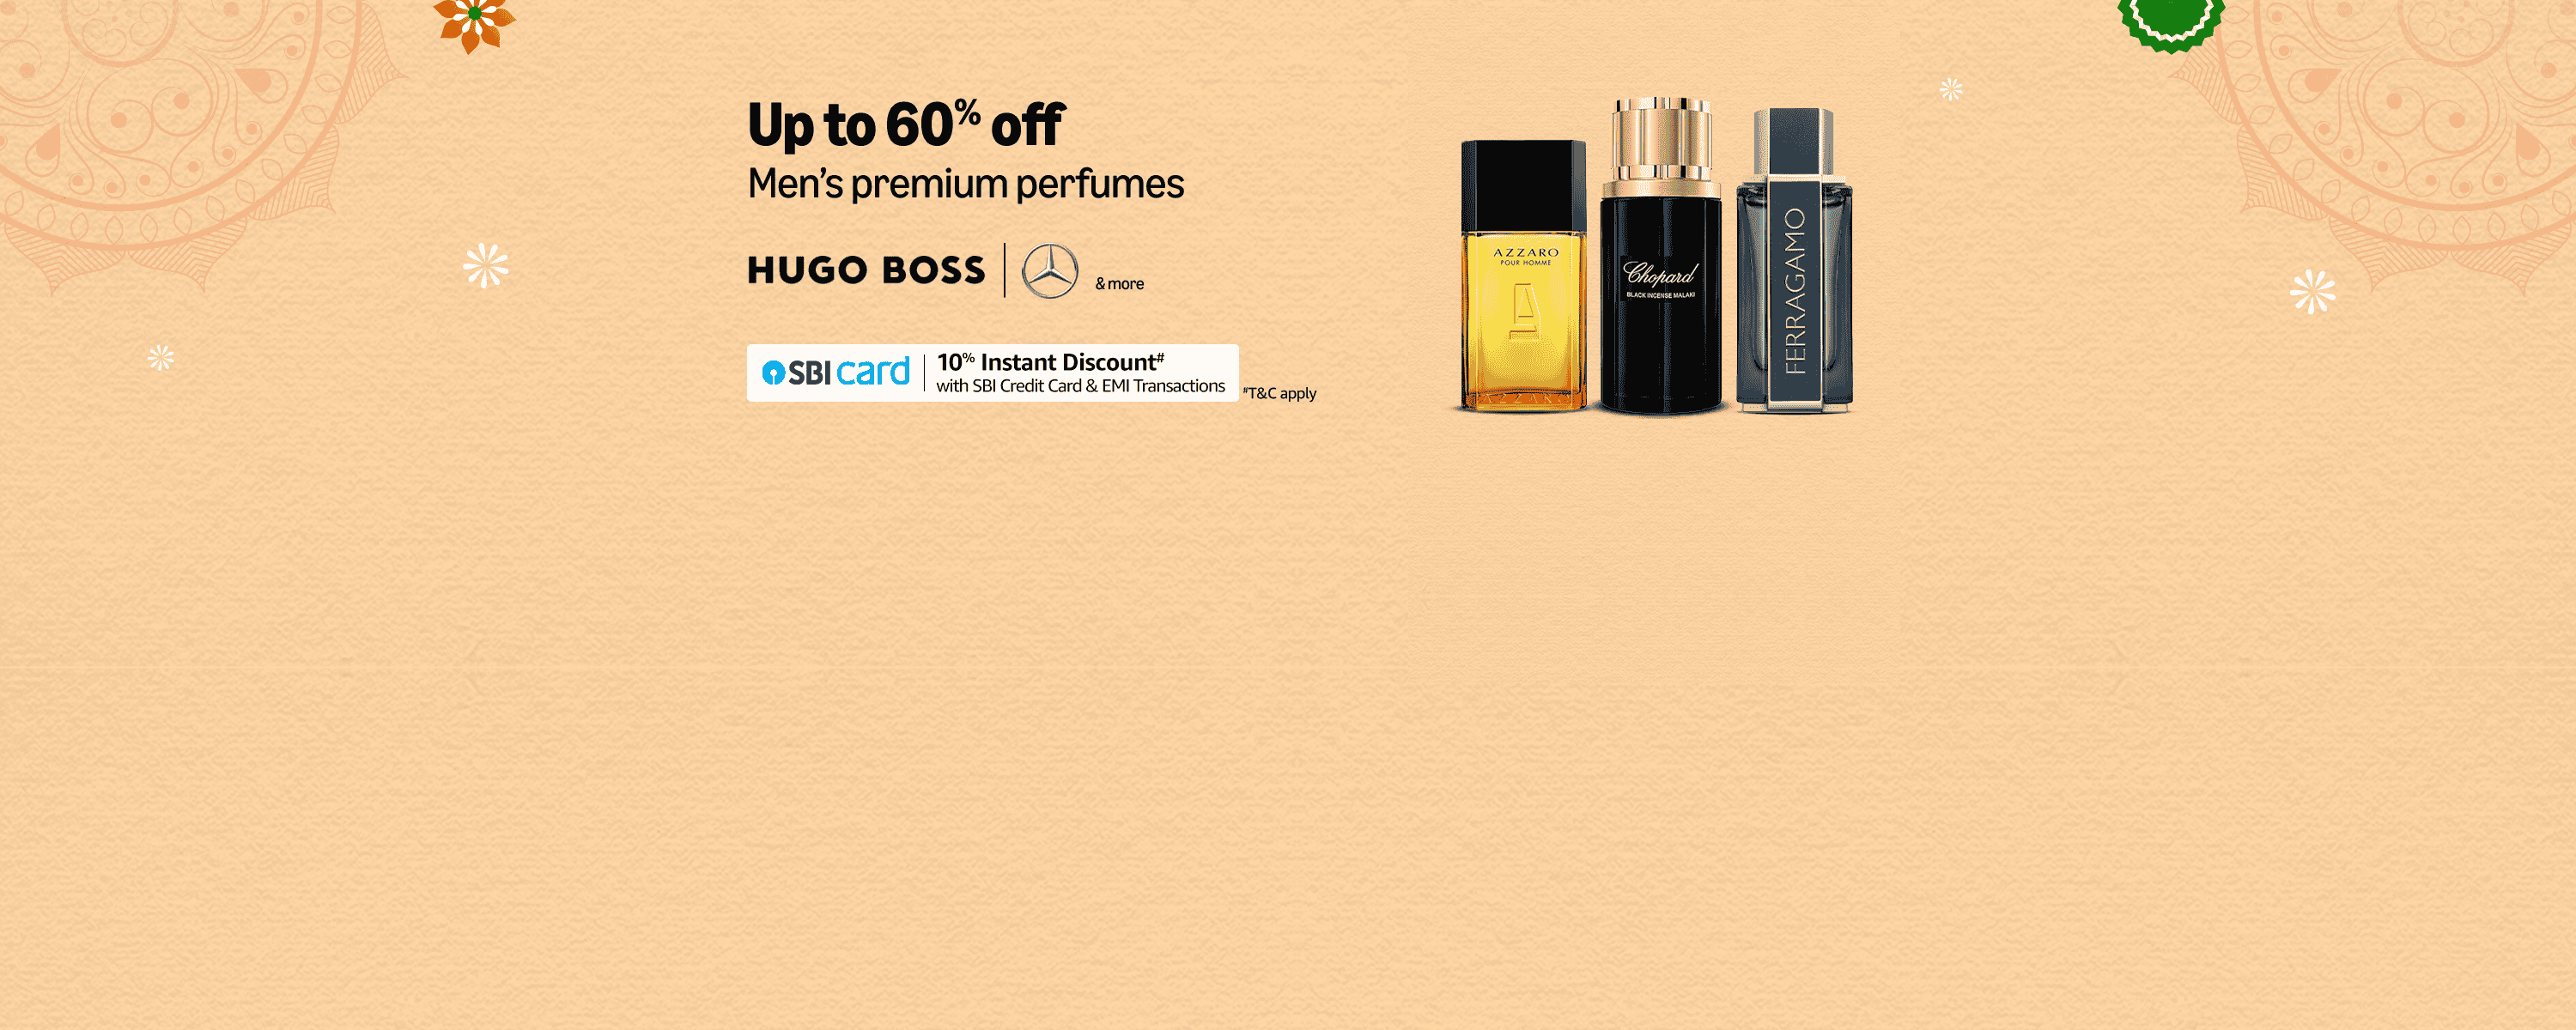 Up to 60% off
Men's premium perfumes
HUGO BOSS
& more
SBI card
10% Instant Discount#
with SBI Credit Card & EMI Transactions
#T&C apply
AZZARO
POUR HOMME
AZZARO
Chopard
BLACK INCENSE MALAKI
FERRAGAMO